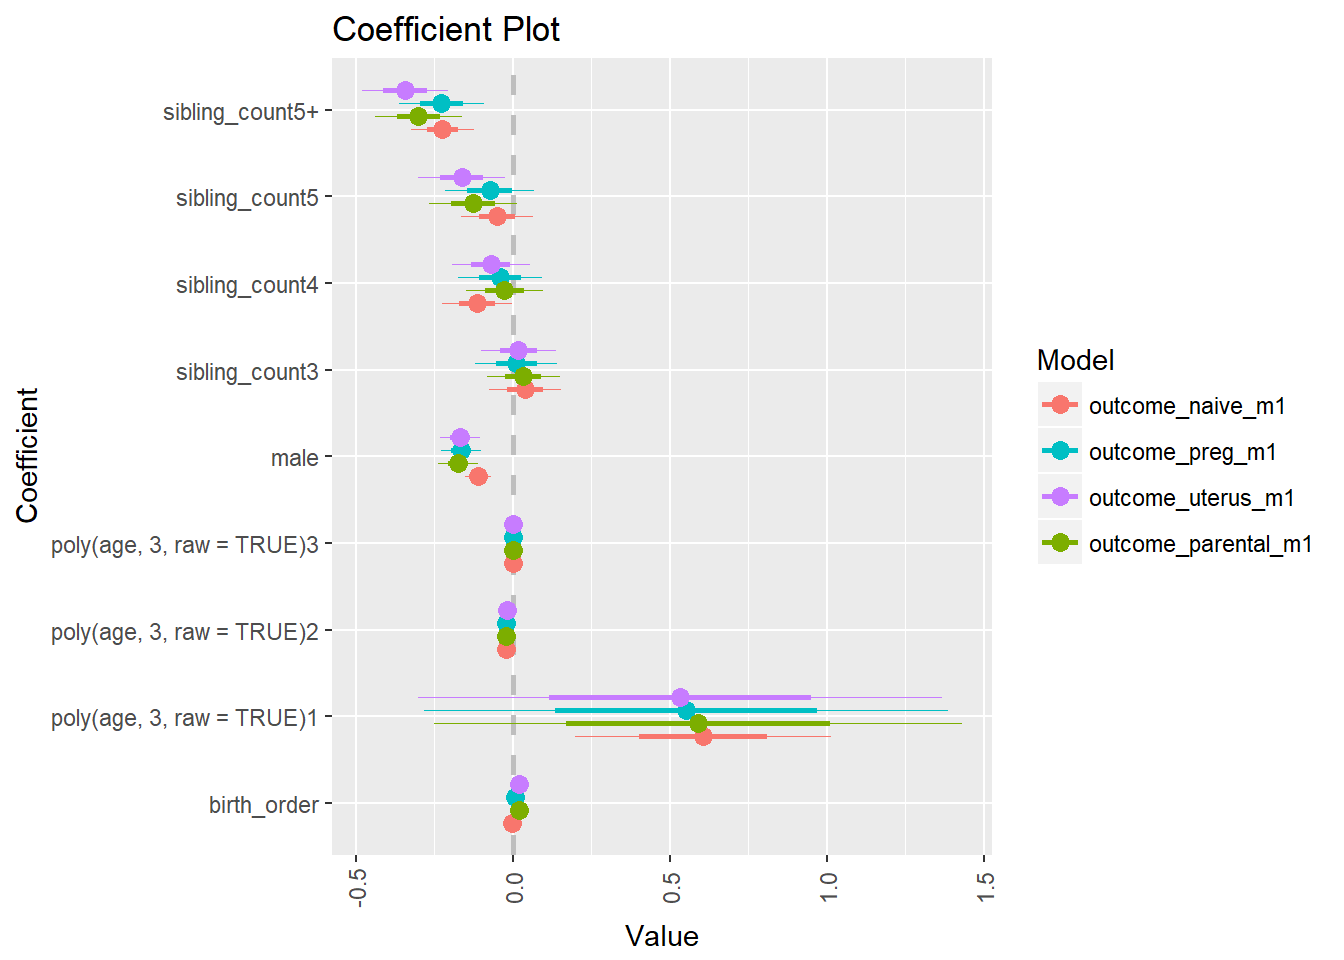 Coefficient Plot
Coefficient
sibling_count5+
sibling_count5
sibling_count4
sibling_count3
male
poly(age, 3, raw = TRUE)3
poly(age, 3, raw = TRUE)2
poly(age, 3, raw = TRUE)1
birth_order
-0.5
0.0
0.5
1.0
1.5
Value
Model
outcome_naive_m1
outcome_preg_m1
outcome_uterus_m1
outcome_parental_m1